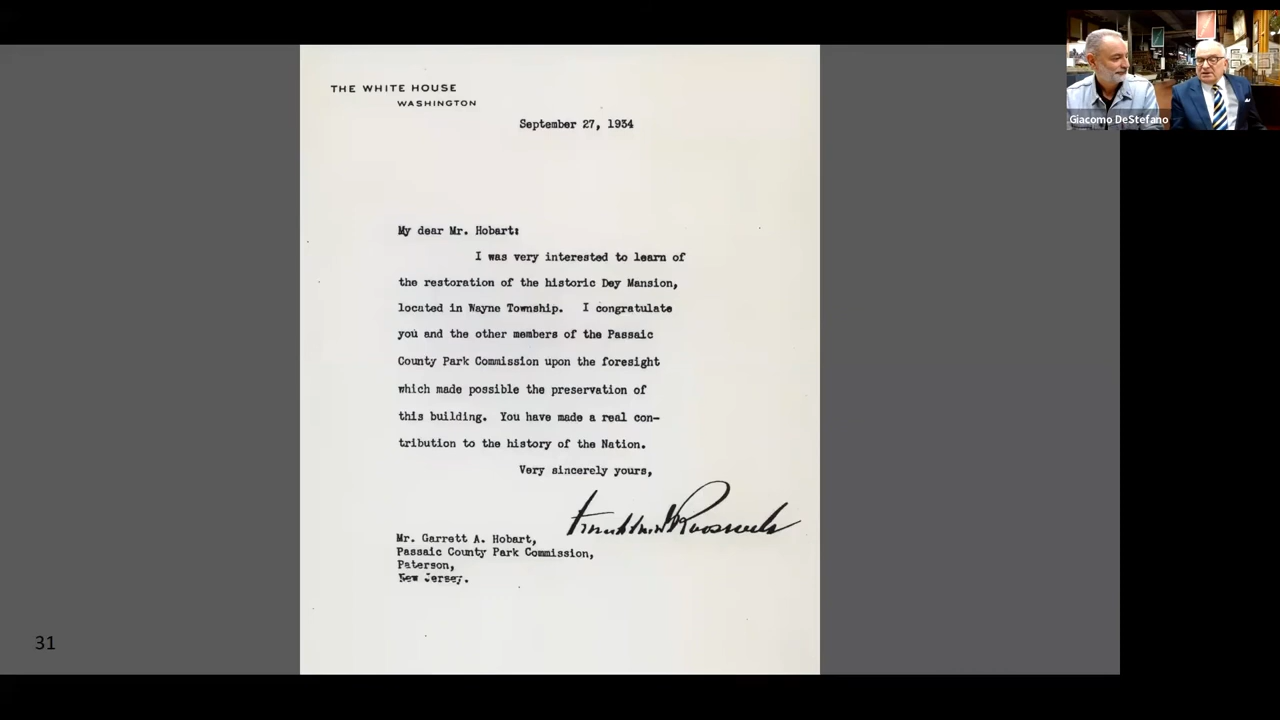 THE WHITE HOUSE
WASHINGTON
September 27, 1934
My dear Mr. Hobart:
I was very interested to learn of
the restoration of the historic Dey Mansion,
located in Wayne Township. I congratulate
you and the other members of the Passaic
County Park Commission upon the foresight
which made possible the preservation of
this building. You have made a real con-
tribution to the history of the Nation.
Very sincerely yours,
Franklin D Roosevelt
Mr. Garrett A. Hobart,
Passaic County Park Commission,
Paterson,
New Jersey.
31
Giacomo DeStefano